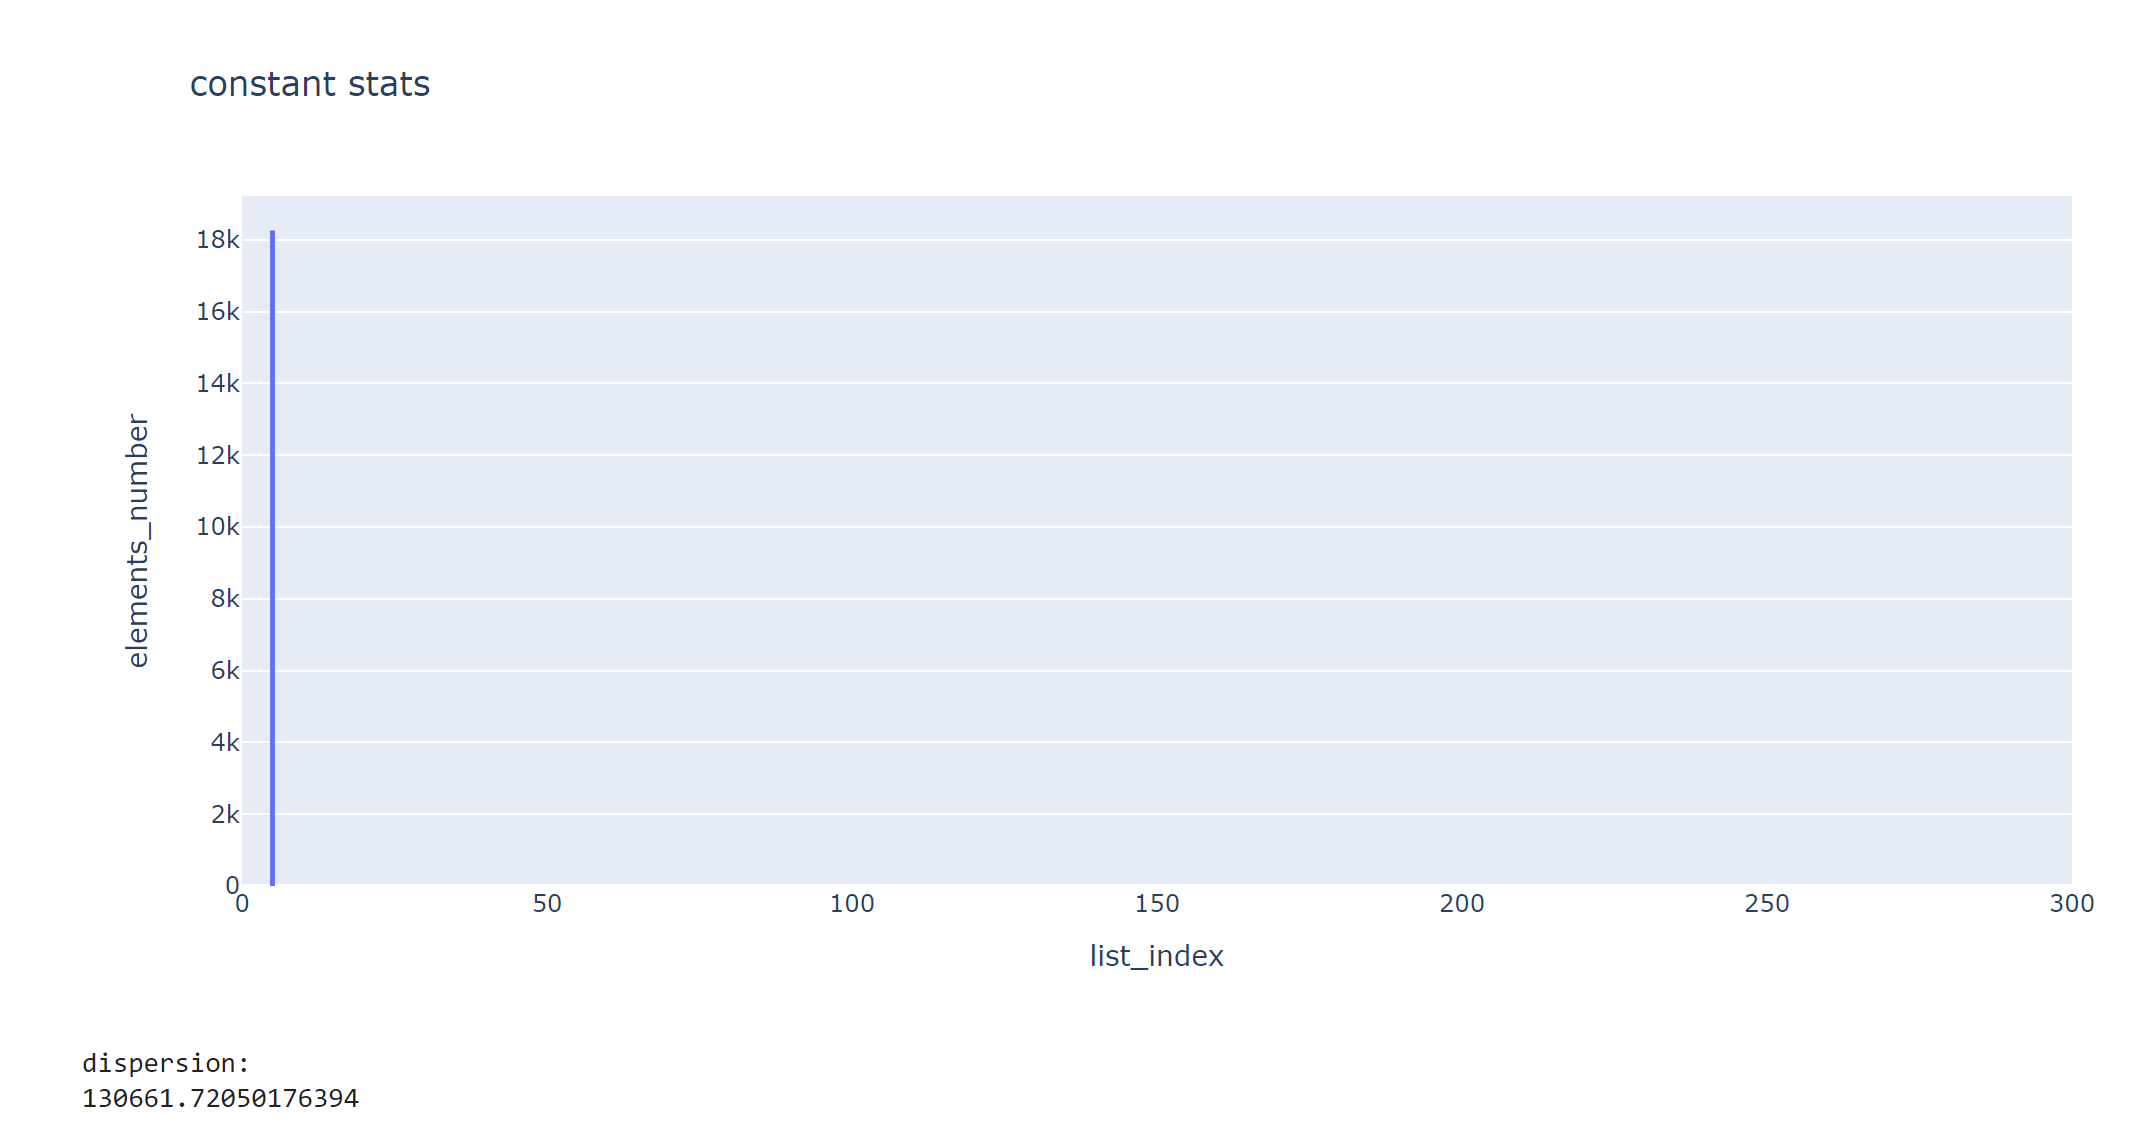 constant stats
18k
16k
14k
12k
10k
8k
6k
4k
2k
0
elements_number
0 50 100 150 200 250 300
list_index
dispersion:
130661.72050176394